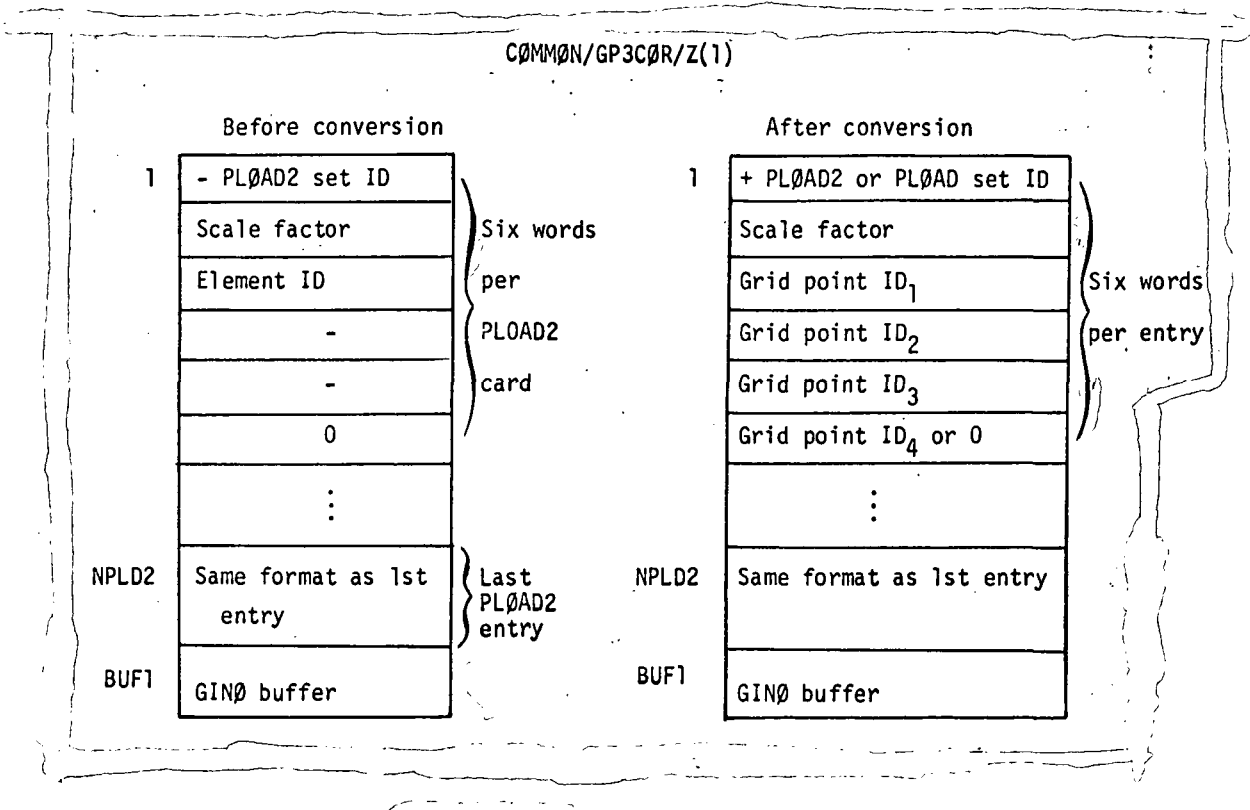 CØMMØN/GP3CØR/Z(1)
Before conversion
1
- PLØAD2 set ID
Scale factor
Element ID
-
-
0
⋮
Six words
per
PLOAD2
card
NPLD2
Same format as 1st
entry
Last
PLØAD2
entry
BUF1
GINØ buffer
After conversion
1
+ PLØAD2 or PLØAD set ID
Scale factor
Grid point ID1
Grid point ID2
Grid point ID3
Grid point ID4 or 0
⋮
Six words
per entry
NPLD2
Same format as 1st entry
BUF1
GINØ buffer